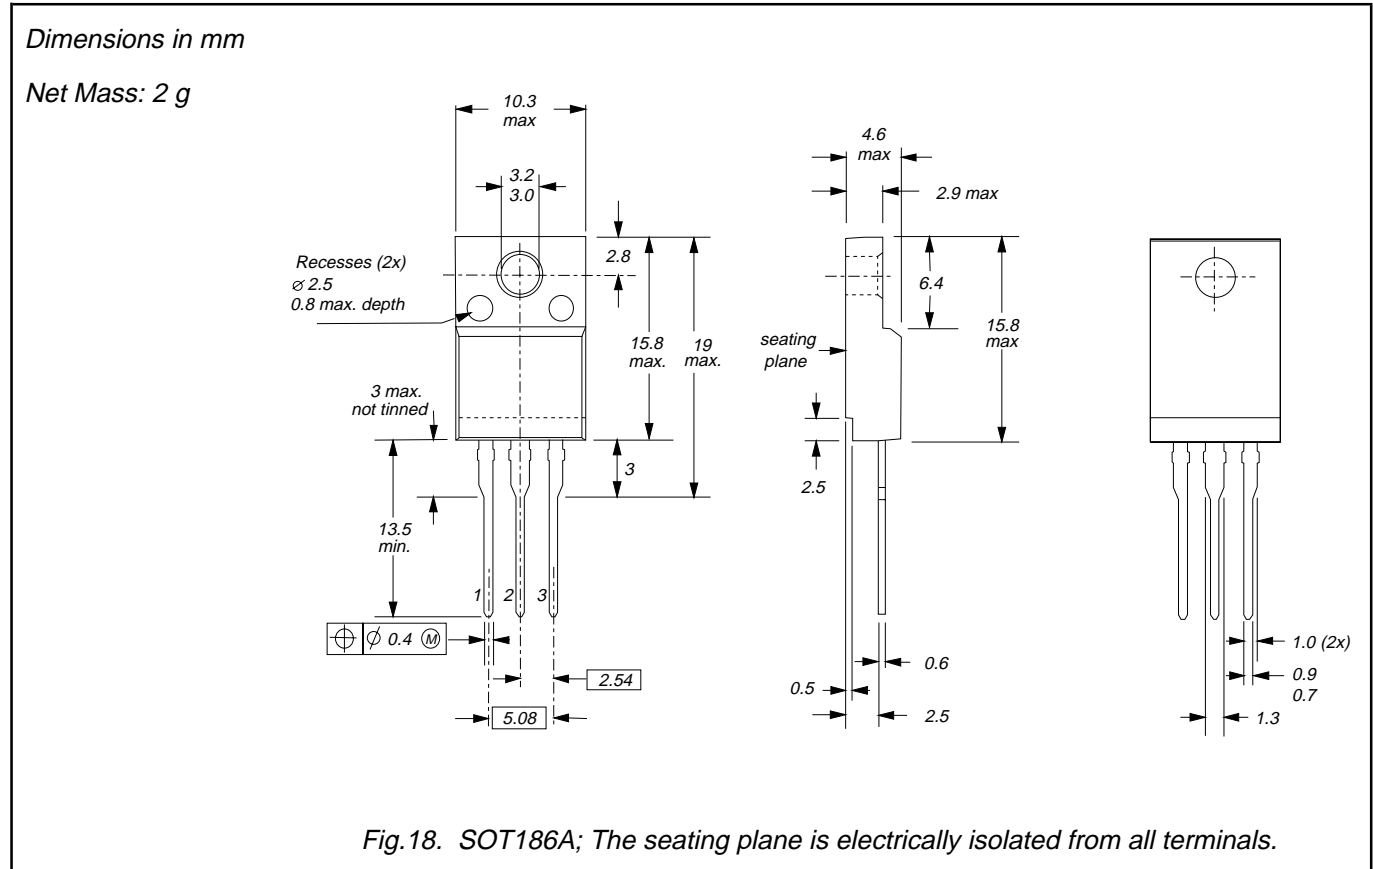 Dimensions in mm
Net Mass: 2 g
10.3
max
3.2
3.0
2.8
Recesses (2x)
⌀ 2.5
0.8 max. depth
15.8
max.
19
max.
3 max.
not tinned
3
13.5
min.
1 2 3
⌀ 0.4 Ⓜ
2.54
5.08
4.6
max
2.9 max
6.4
15.8
max
seating
plane
2.5
0.6
0.5
2.5
1.0 (2x)
0.9
0.7
1.3
Fig.18. SOT186A; The seating plane is electrically isolated from all terminals.